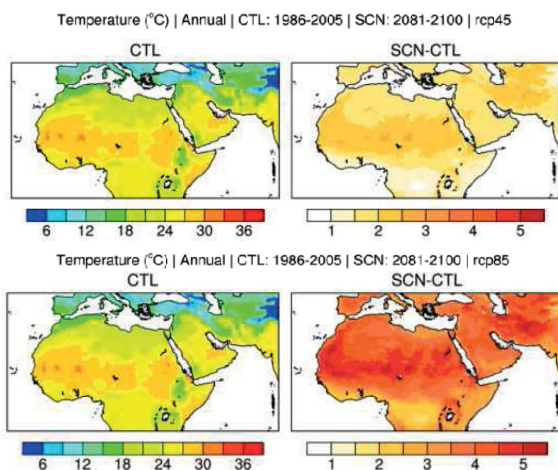 Temperature (°C) | Annual | CTL: 1986-2005 | SCN: 2081-2100 | rcp45
CTL
SCN-CTL
6 12 18 24 30 36
1 2 3 4 5
Temperature (°C) | Annual | CTL: 1986-2005 | SCN: 2081-2100 | rcp85
CTL
SCN-CTL
6 12 18 24 30 36
1 2 3 4 5